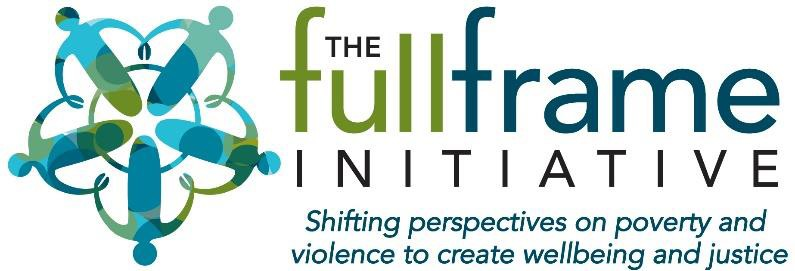 THE
fullframe
INITIATIVE
Shifting perspectives on poverty and
violence to create wellbeing and justice